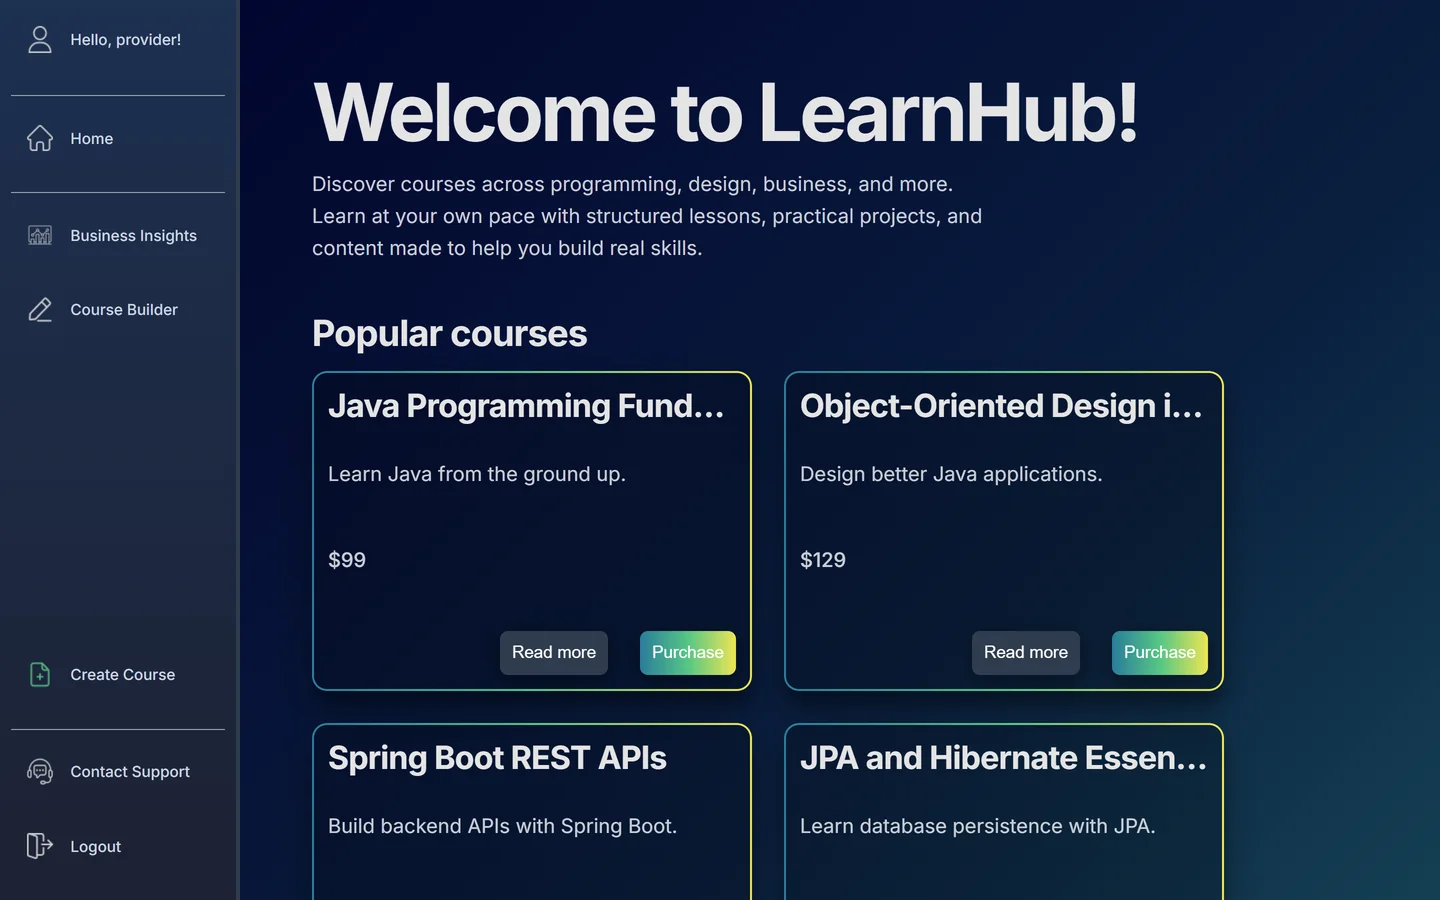 Hello, provider!
Home
Business Insights
Course Builder
Create Course
Contact Support
Logout
Welcome to LearnHub!
Discover courses across programming, design, business, and more.
Learn at your own pace with structured lessons, practical projects, and
content made to help you build real skills.
Popular courses
Java Programming Fund...
Learn Java from the ground up.
$99
Read more
Purchase
Object-Oriented Design i...
Design better Java applications.
$129
Read more
Purchase
Spring Boot REST APIs
Build backend APIs with Spring Boot.
JPA and Hibernate Essen...
Learn database persistence with JPA.